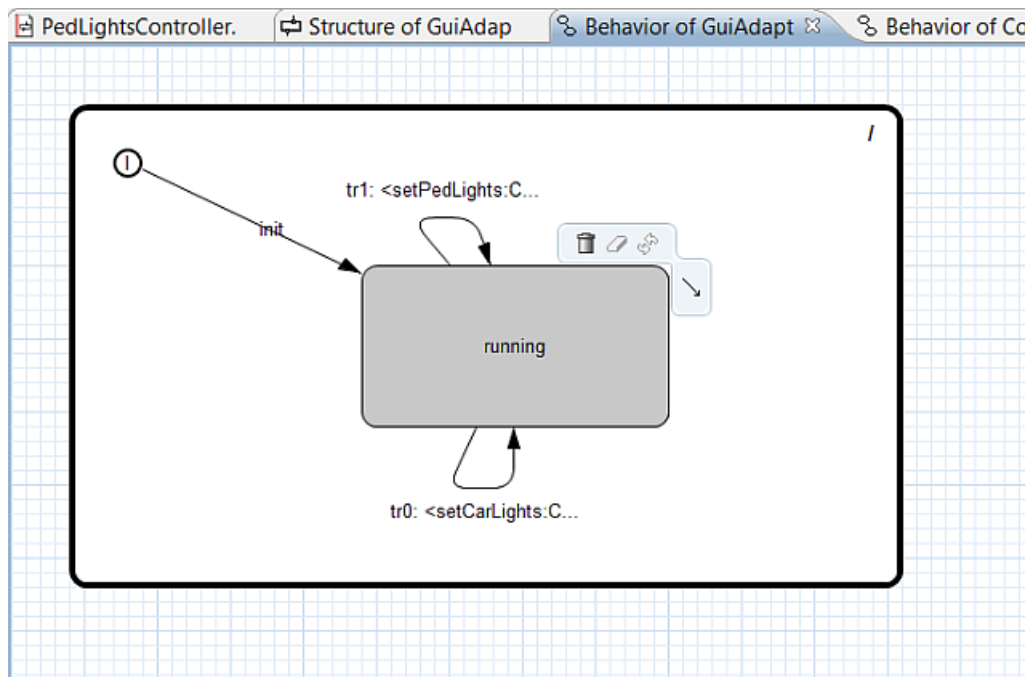 PedLightsController.
Structure of GuiAdap
Behavior of GuiAdapt
Behavior of Co
/
I
tr1: <setPedLights:C...
init
running
tr0: <setCarLights:C...